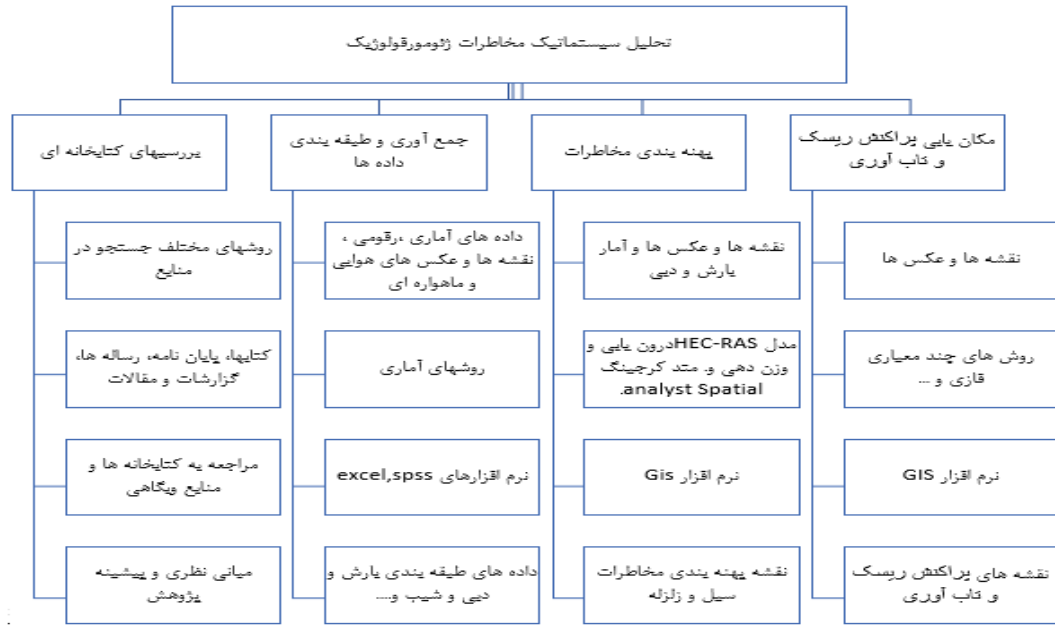 تحلیل سیستماتیک مخاطرات ژئومورفولوژیک
مکان یابی پراکنش ریسک
و تاب آوری
پهنه بندی مخاطرات
جمع آوری و طبقه بندی
داده ها
بررسیهای کتابخانه ای
نقشه ها و عکس ها
نقشه ها و عکس ها و آمار
بارش و دبی
داده های آماری ،رقومی ،
نقشه ها و عکس های هوایی
و ماهواره ای
روشهای مختلف جستجو در
منابع
روش های چند معیاری
فازی و ...
مدل HEC-RASدرون یابی و
وزن دهی و. متد کرجینگ
analyst Spatial.
روشهای آماری
کتابها، پایان نامه، رساله ها،
گزارشات و مقالات
نرم افزار GIS
نرم افزار Gis
نرم افزارهای excel,spss
مراجعه به کتابخانه ها و
منابع وبگاهی
نقشه های پراکنش ریسک
و تاب آوری
نقشه پهنه بندی مخاطرات
سیل و زلزله
داده های طبقه بندی بارش و
دبی و شیب و....
مبانی نظری و پیشینه
پژوهش